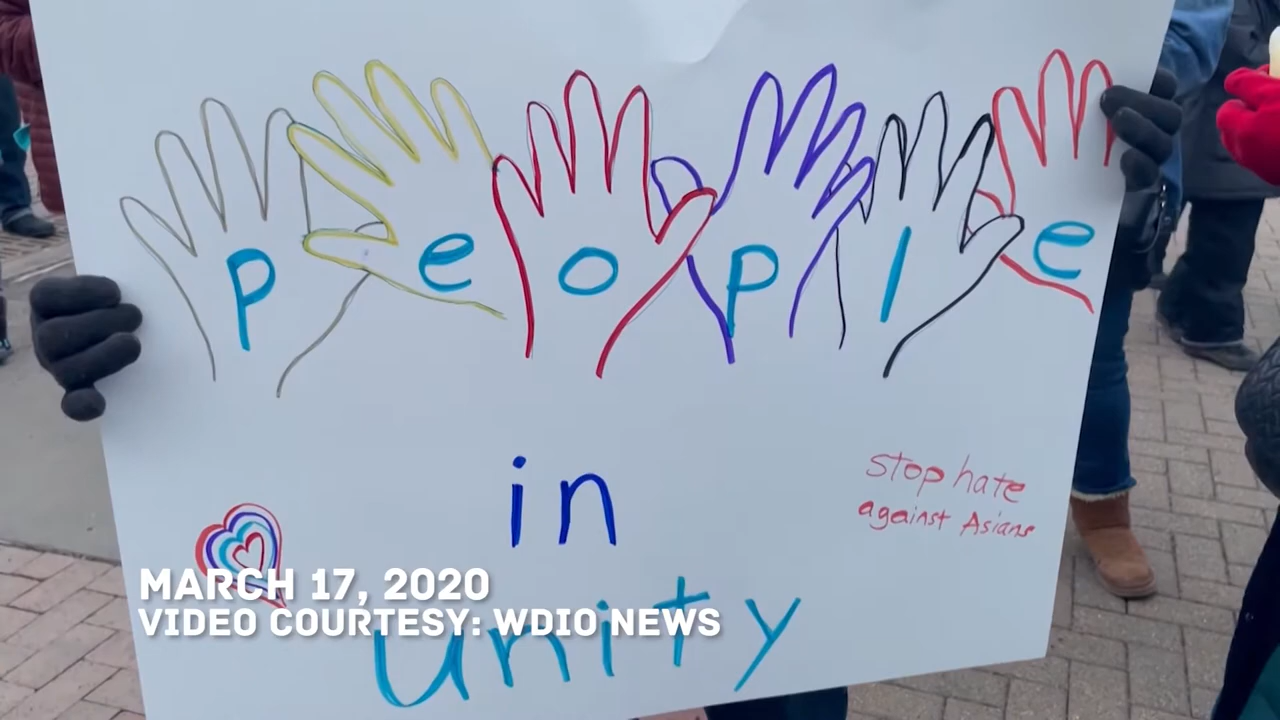 people
in
stop hate
against Asians
MARCH 17, 2020
VIDEO COURTESY: WDIO NEWS
unity